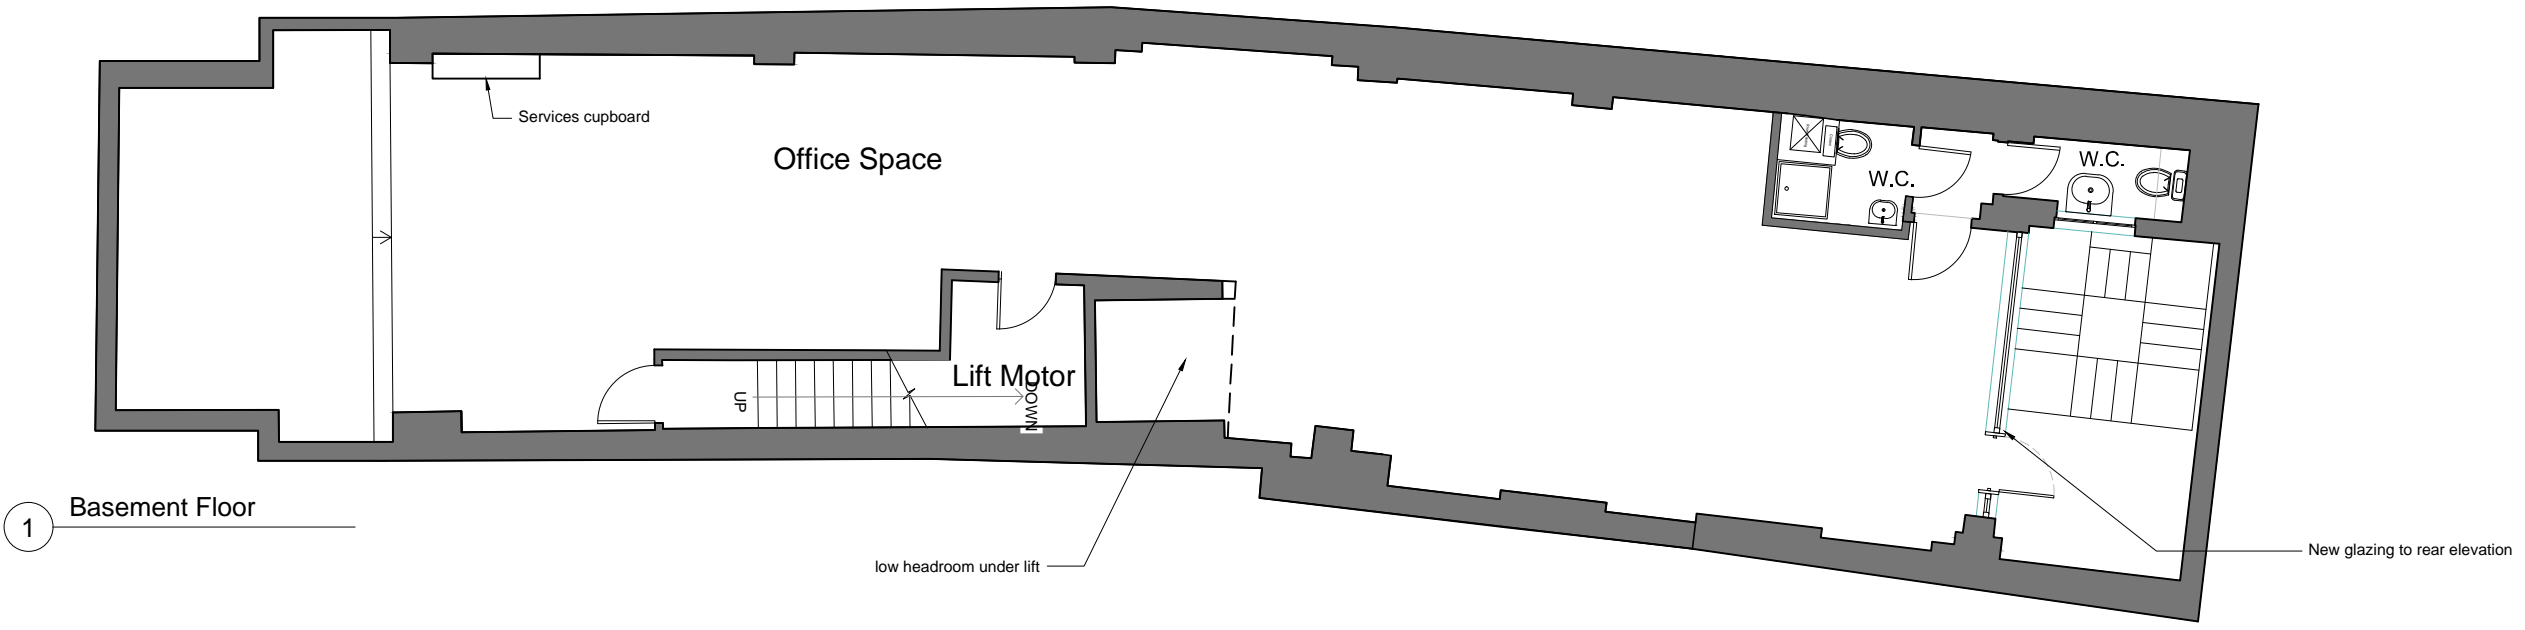 Services cupboard
Office Space
W.C.
W.C.
Lift Motor
UP
DOWN
Basement Floor
1
low headroom under lift
New glazing to rear elevation